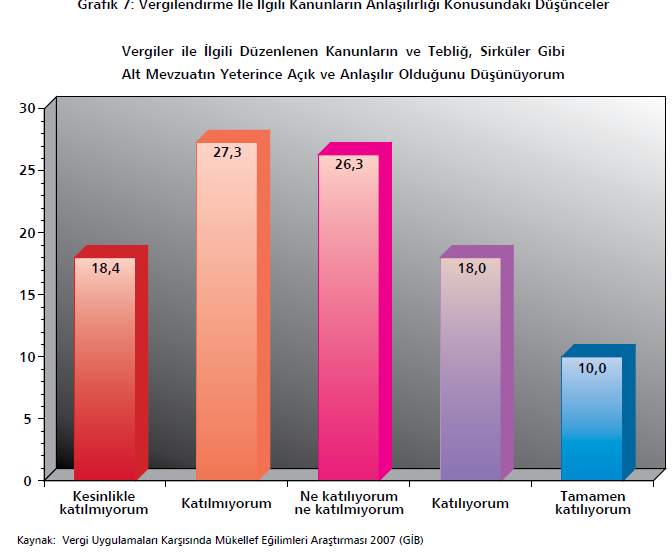 Grafik 7: Vergilendirme İle İlgili Kanunların Anlaşılırlığı Konusundaki Düşünceler
Vergiler ile İlgili Düzenlenen Kanunların ve Tebliğ, Sirküler Gibi
Alt Mevzuatın Yeterince Açık ve Anlaşılır Olduğunu Düşünüyorum
30
25
20
15
10
5
0
18,4
27,3
26,3
18,0
10,0
Kesinlikle
katılmıyorum
Katılmıyorum
Ne katılıyorum
ne katılmıyorum
Katılıyorum
Tamamen
katılıyorum
Kaynak: Vergi Uygulamaları Karşısında Mükellef Eğilimleri Araştırması 2007 (GİB)